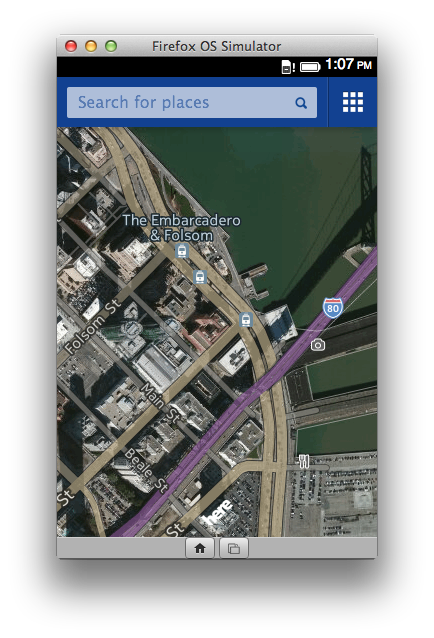 Firefox OS Simulator
1:07 PM
Search for places
The Embarcadero
& Folsom
80
Folsom St
Main St
Beale St
St
St
here